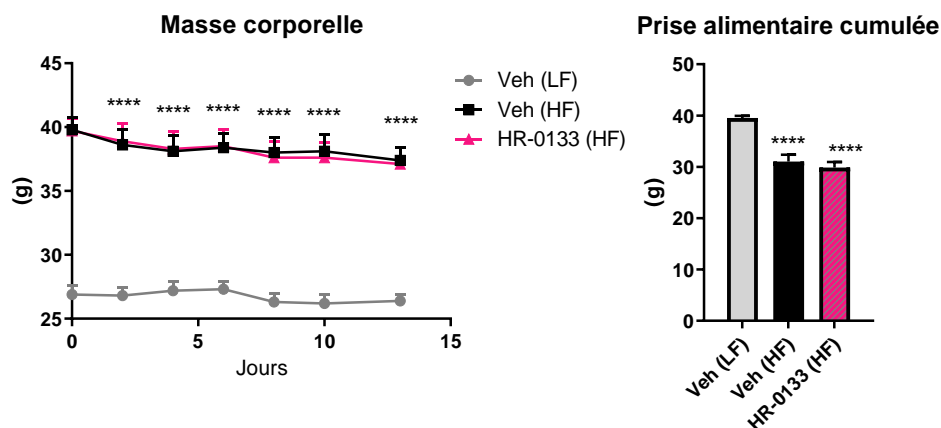 Masse corporelle
45
40
35
30
25
(g)
**** **** **** **** **** ****
0 5 10 15
Jours
Veh (LF)
Veh (HF)
HR-0133 (HF)
Prise alimentaire cumulée
50
40
30
20
10
0
(g)
**** ****
Veh (LF)
Veh (HF)
HR-0133 (HF)